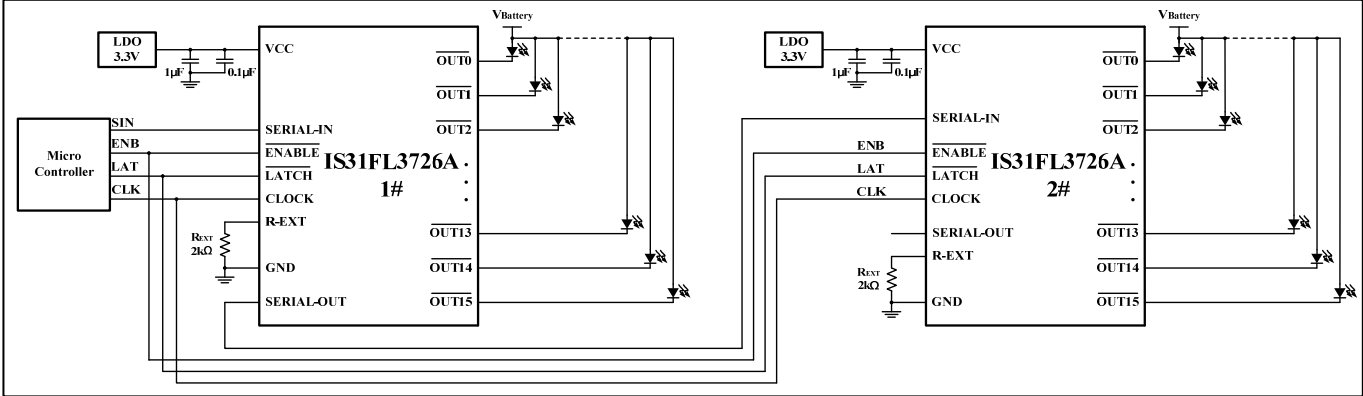 VBattery
VBattery
LDO
3.3V
VCC
LDO
3.3V
VCC
1µF
0.1µF
OUT0
1µF
0.1µF
OUT0
OUT1
OUT1
SIN
SERIAL-IN
OUT2
SERIAL-IN
OUT2
Micro
Controller
ENB
ENABLE
ENB
ENABLE
IS31FL3726A
1#
IS31FL3726A
2#
LAT
LATCH
LAT
LATCH
CLK
CLOCK
CLK
CLOCK
R-EXT
REXT
2kΩ
OUT13
SERIAL-OUT
OUT13
R-EXT
GND
OUT14
REXT
2kΩ
OUT14
SERIAL-OUT
OUT15
GND
OUT15